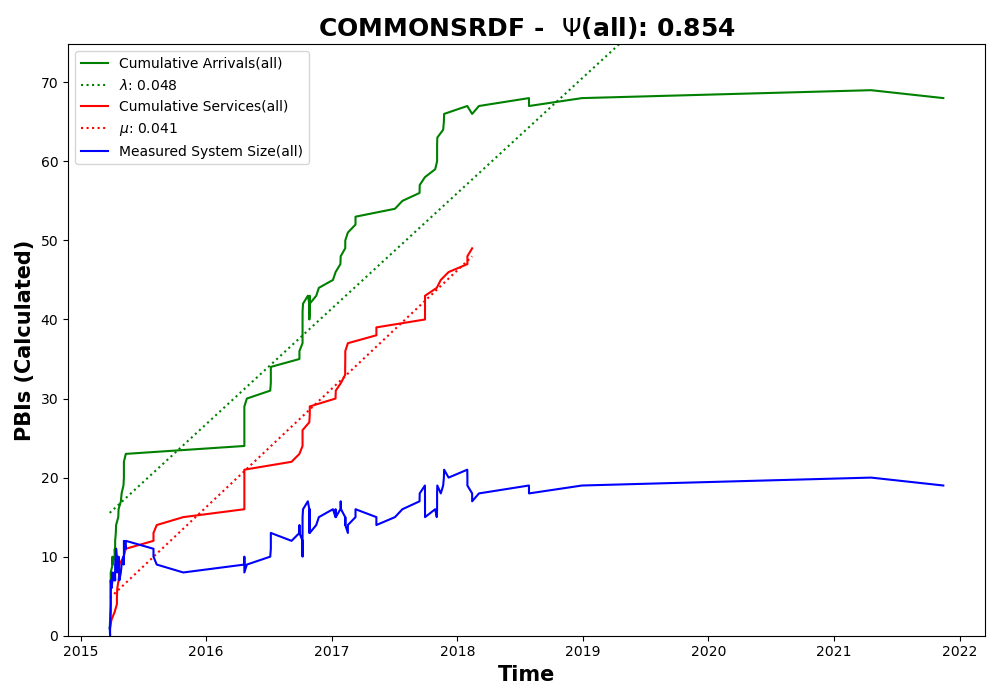 COMMONSRDF - Ψ(all): 0.854
Cumulative Arrivals(all)
λ: 0.048
Cumulative Services(all)
μ: 0.041
Measured System Size(all)
PBIs (Calculated)
70
60
50
40
30
20
10
0
2015 2016 2017 2018 2019 2020 2021 2022
Time